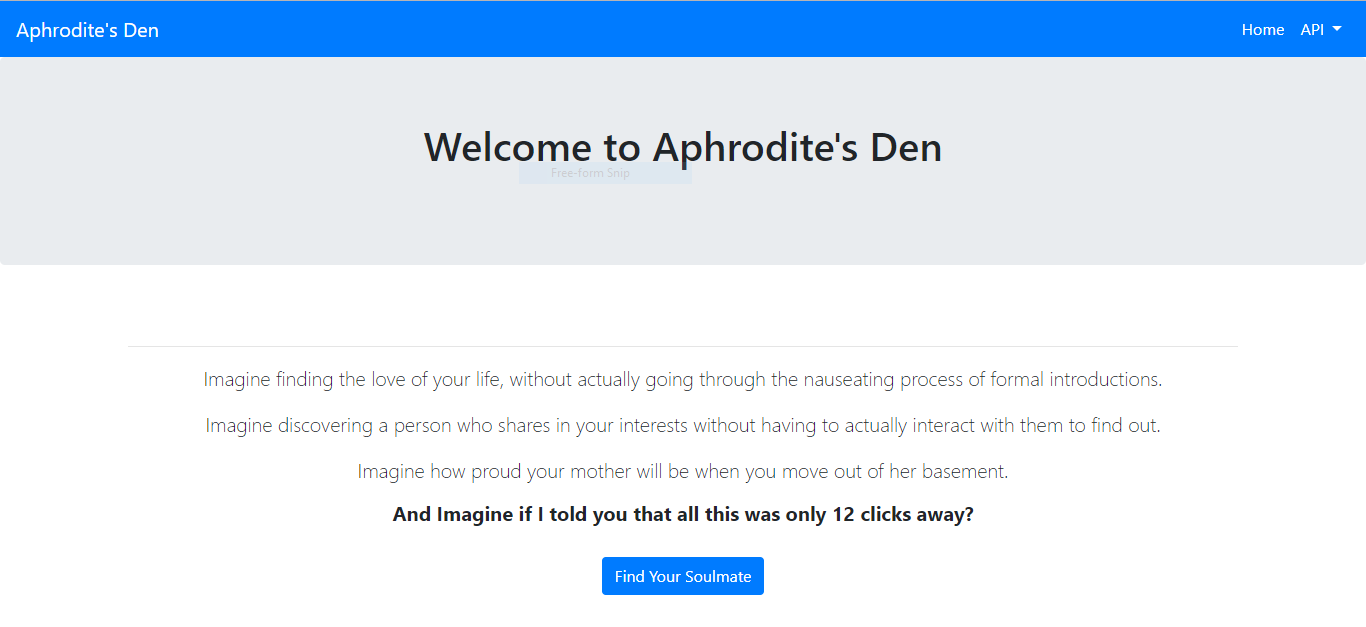 Aphrodite's Den
Home API
Welcome to Aphrodite's Den
Free-form Snip
Imagine finding the love of your life, without actually going through the nauseating process of formal introductions.
Imagine discovering a person who shares in your interests without having to actually interact with them to find out.
Imagine how proud your mother will be when you move out of her basement.
And Imagine if I told you that all this was only 12 clicks away?
Find Your Soulmate